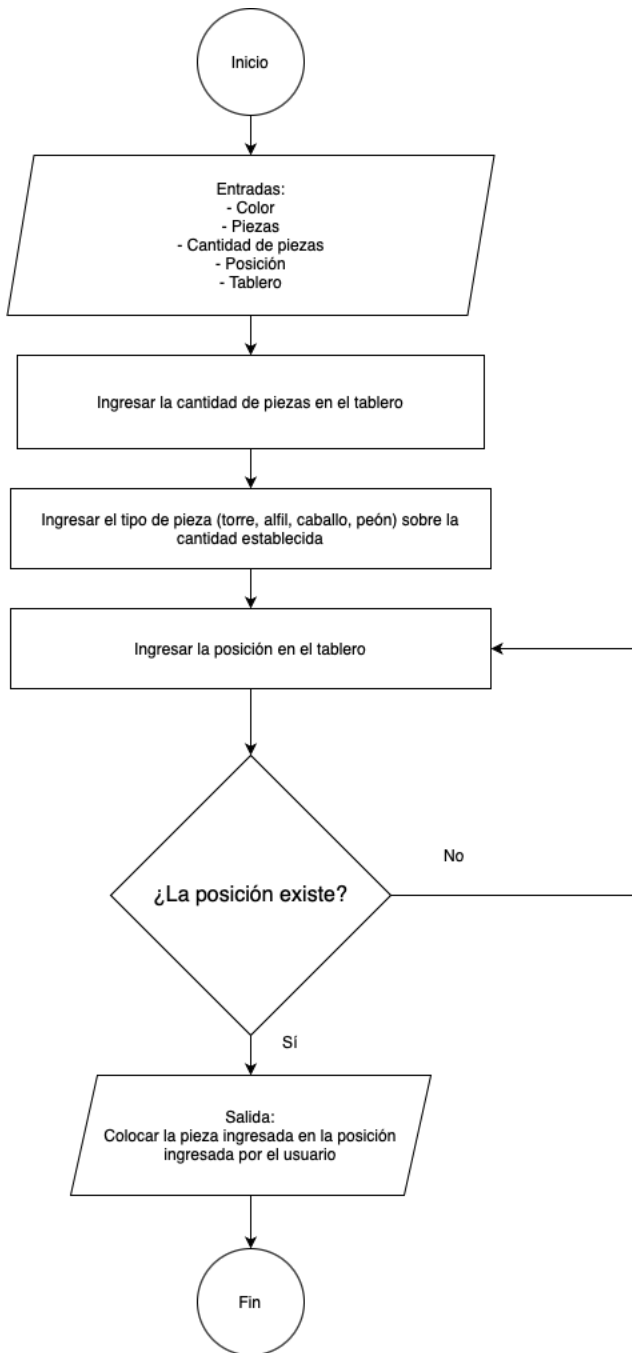 Inicio
Entradas:
- Color
- Piezas
- Cantidad de piezas
- Posición
- Tablero
Ingresar la cantidad de piezas en el tablero
Ingresar el tipo de pieza (torre, alfil, caballo, peón) sobre la
cantidad establecida
Ingresar la posición en el tablero
No
¿La posición existe?
Sí
Salida:
Colocar la pieza ingresada en la posición
ingresada por el usuario
Fin